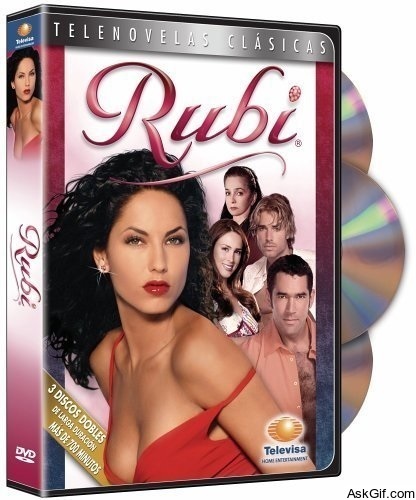 Televisa
TELENOVELAS CLÁSICAS
Rubi®
Rubi®
3 DISCOS DOBLES
DE LARGA DURACIÓN
MAS DE 700 MINUTOS
DVD
Televisa
HOME ENTERTAINMENT
AskGif.com